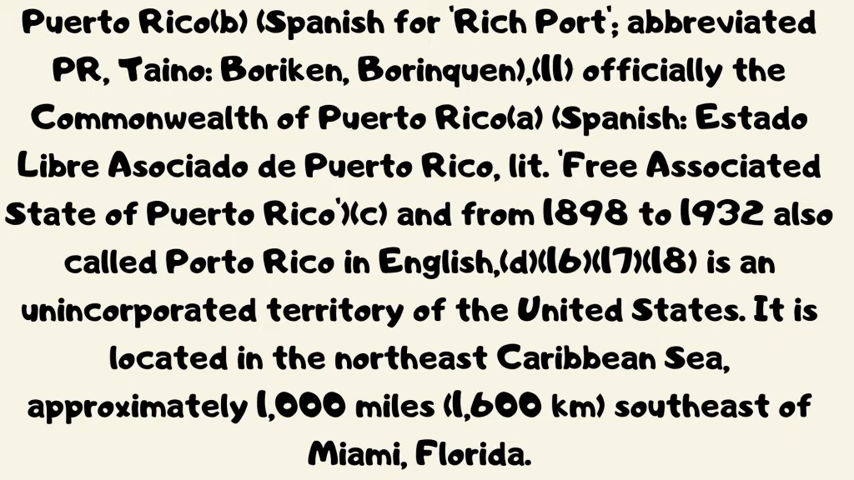 Puerto Rico(b) (Spanish for 'Rich Port'; abbreviated
PR, Taino: Boriken, Borinquen),(11) officially the
Commonwealth of Puerto Rico(a) (Spanish: Estado
Libre Asociado de Puerto Rico, lit. 'Free Associated
State of Puerto Rico')(c) and from 1898 to 1932 also
called Porto Rico in English,(d)(16)(17)(18) is an
unincorporated territory of the United States. It is
located in the northeast Caribbean Sea,
approximately 1,000 miles (1,600 km) southeast of
Miami, Florida.